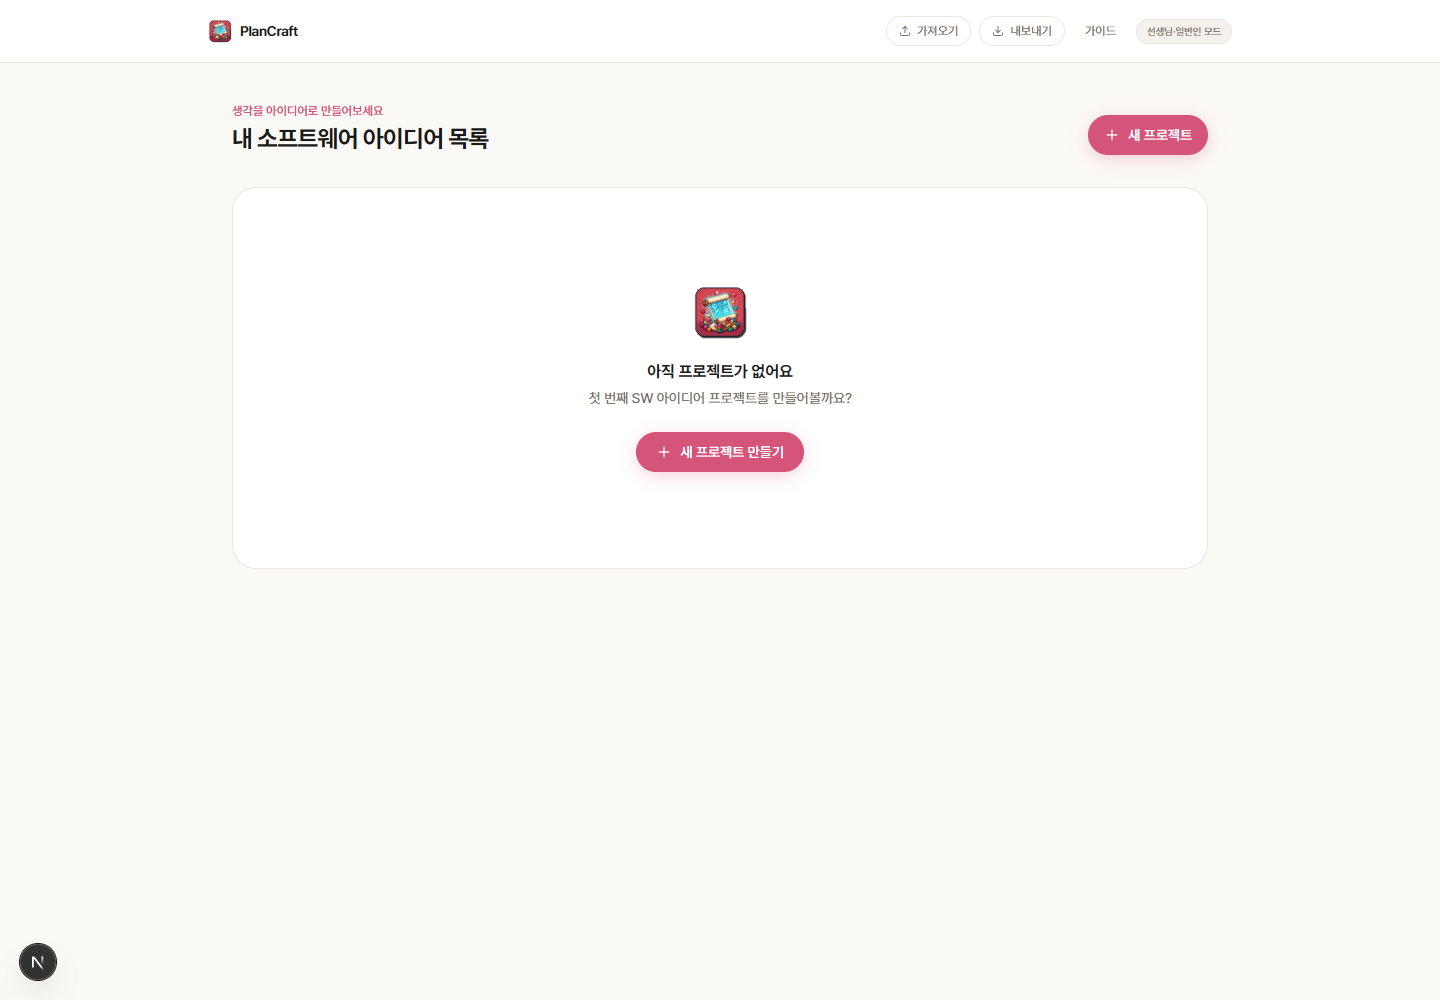 PlanCraft
가져오기
내보내기
가이드
선생님·일반인 모드
생각을 아이디어로 만들어보세요
내 소프트웨어 아이디어 목록
새 프로젝트
아직 프로젝트가 없어요
첫 번째 SW 아이디어 프로젝트를 만들어볼까요?
새 프로젝트 만들기
N